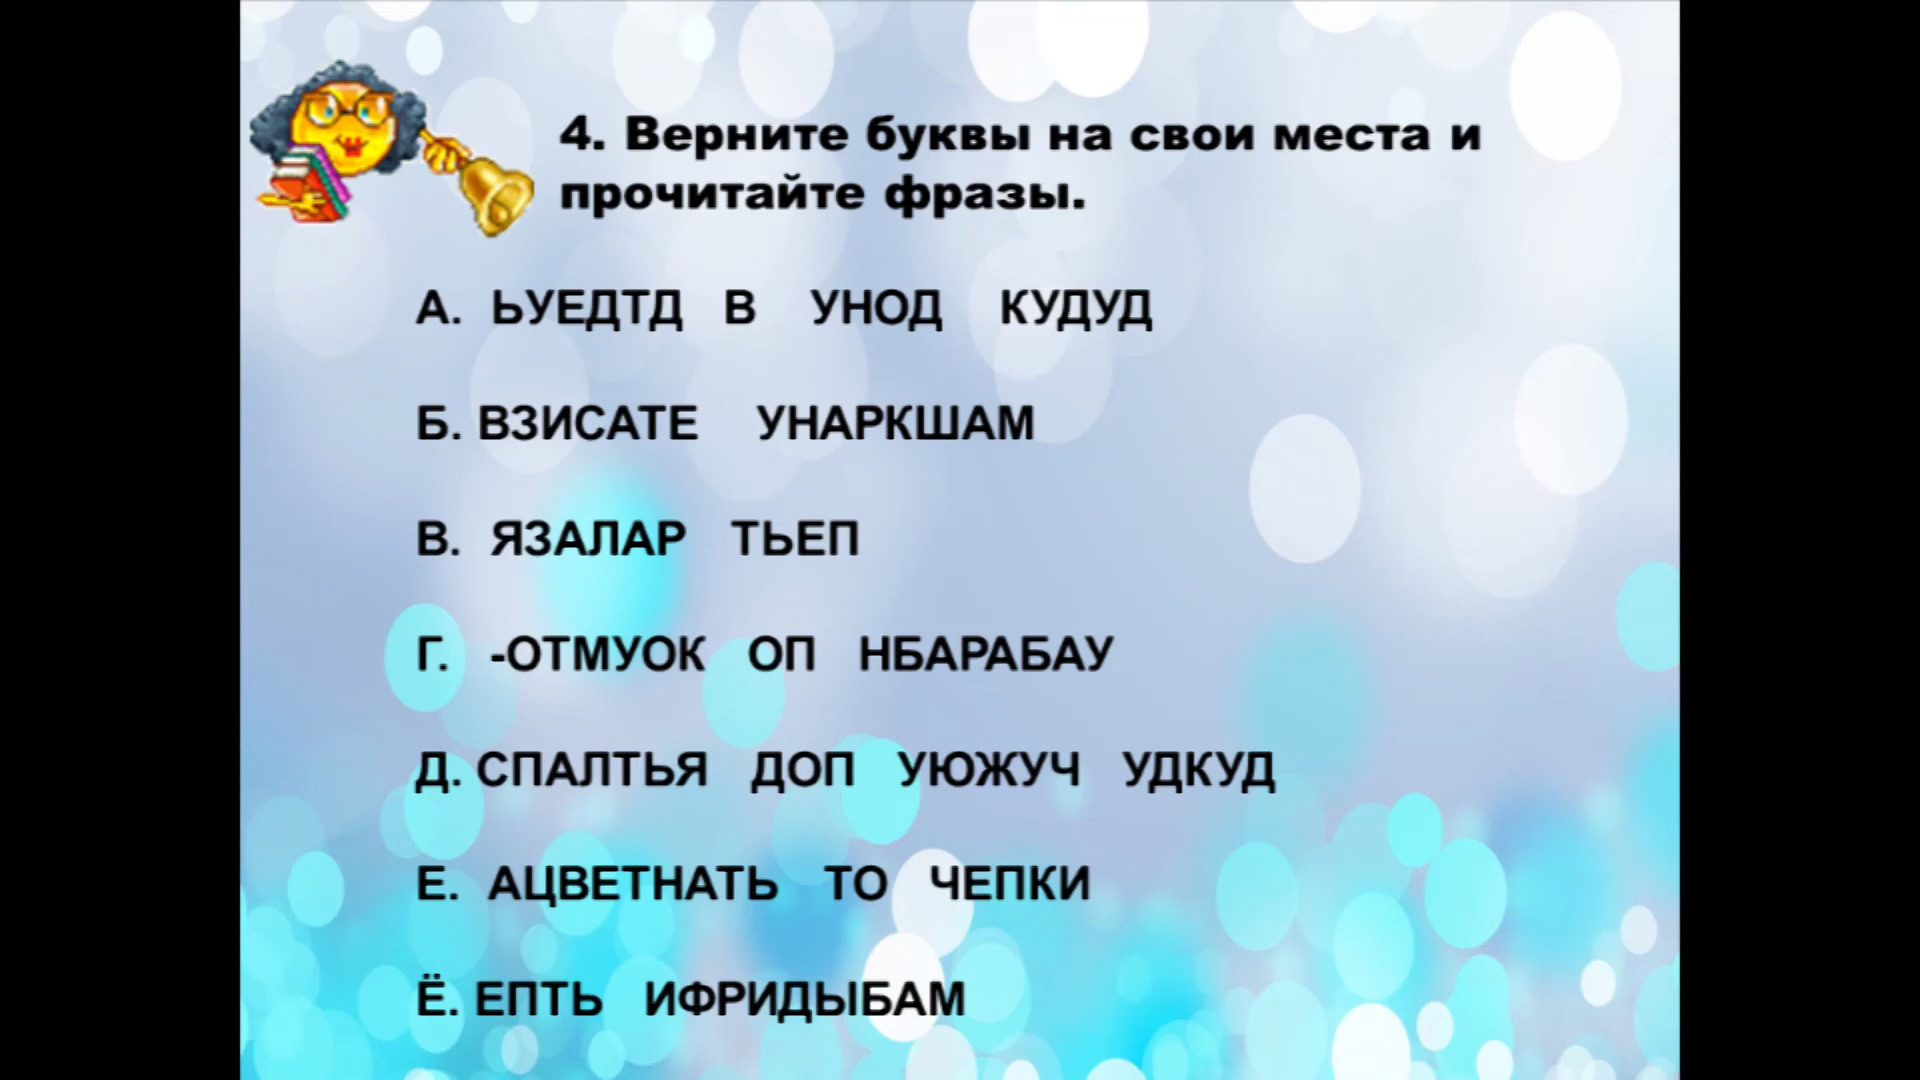 4. Верните буквы на свои места и
прочитайте фразы.
А. ЬУЕДТД В УНОД КУДУД
Б. ВЗИСАТЕ УНАРКШАМ
В. ЯЗАЛАР ТЬЕП
Г. -ОТМУОК ОП НБАРАБАУ
Д. СПАЛТЬЯ ДОП УЮЖУЧ УДКУД
Е. АЦВЕТНАТЬ ТО ЧЕПКИ
Ё. ЕПТЬ ИФРИДЫБАМ